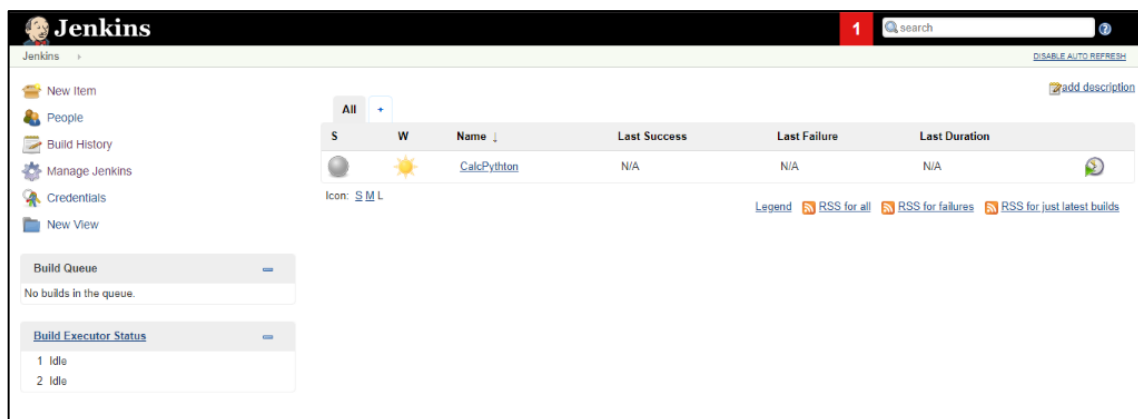 Jenkins
1
search
Jenkins
DISABLE AUTO REFRESH
New Item
People
Build History
Manage Jenkins
Credentials
New View
Build Queue
No builds in the queue.
Build Executor Status
1 Idle
2 Idle
add description
All +
S W Name ↓ Last Success Last Failure Last Duration
CalcPythton N/A N/A N/A
Icon: S M L
Legend RSS for all RSS for failures RSS for just latest builds